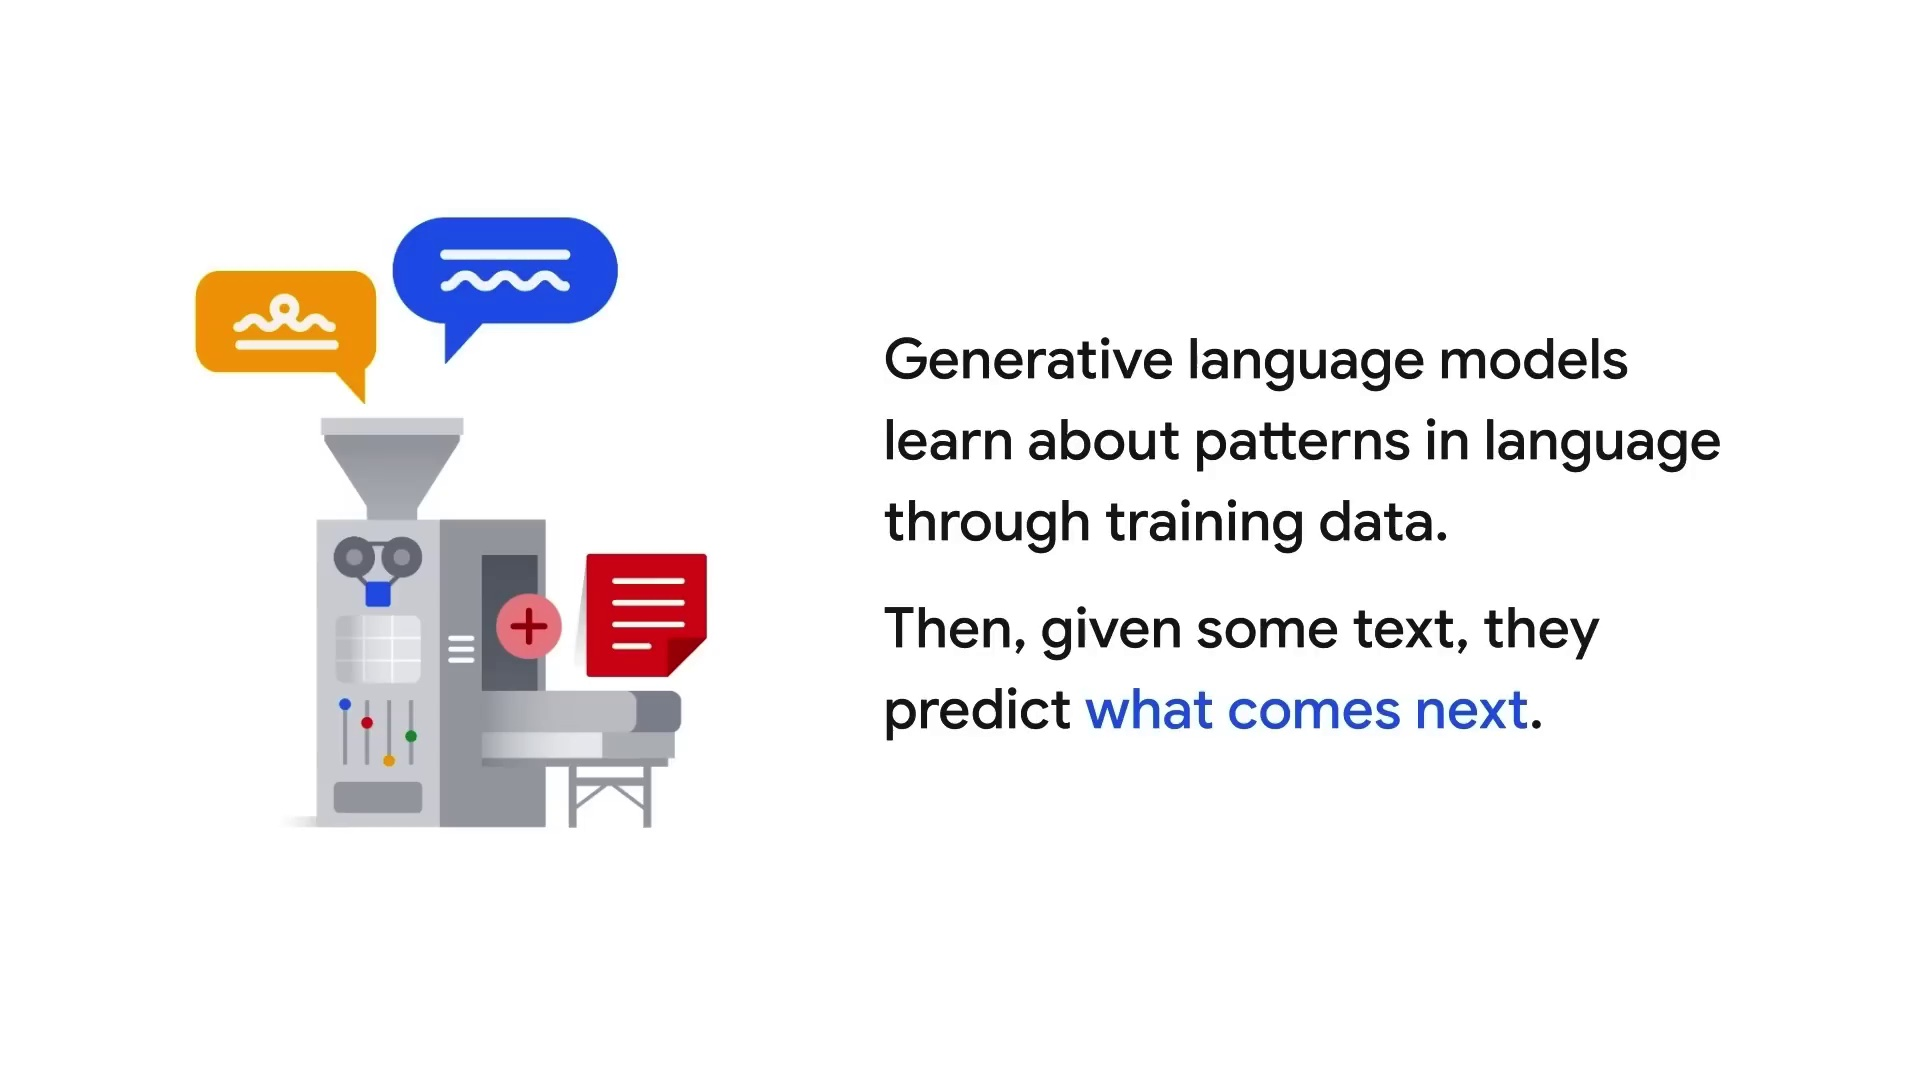 Generative language models
learn about patterns in language
through training data.
Then, given some text, they
predict what comes next.